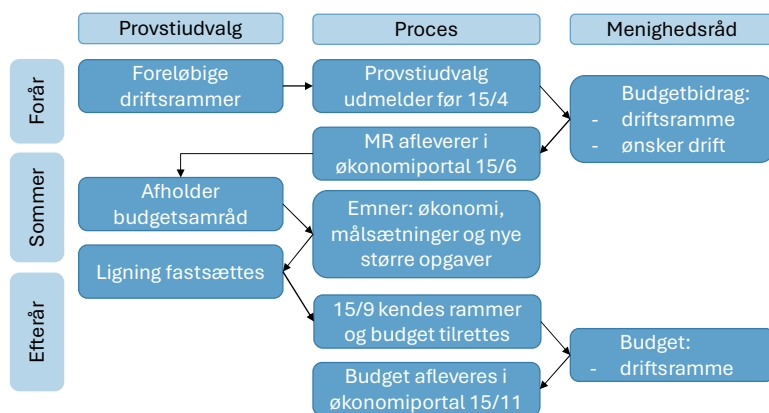 Provstiudvalg
Proces
Menighedsråd
Forår
Foreløbige
driftsrammer
Provstiudvalg
udmelder før 15/4
Budgetbidrag:
- driftsramme
- ønsker drift
MR afleverer i
økonomiportal 15/6
Sommer
Afholder
budgetsamråd
Emner: økonomi,
målsætninger og nye
større opgaver
Ligning fastsættes
Efterår
15/9 kendes rammer
og budget tilrettes
Budget:
- driftsramme
Budget afleveres i
økonomiportal 15/11